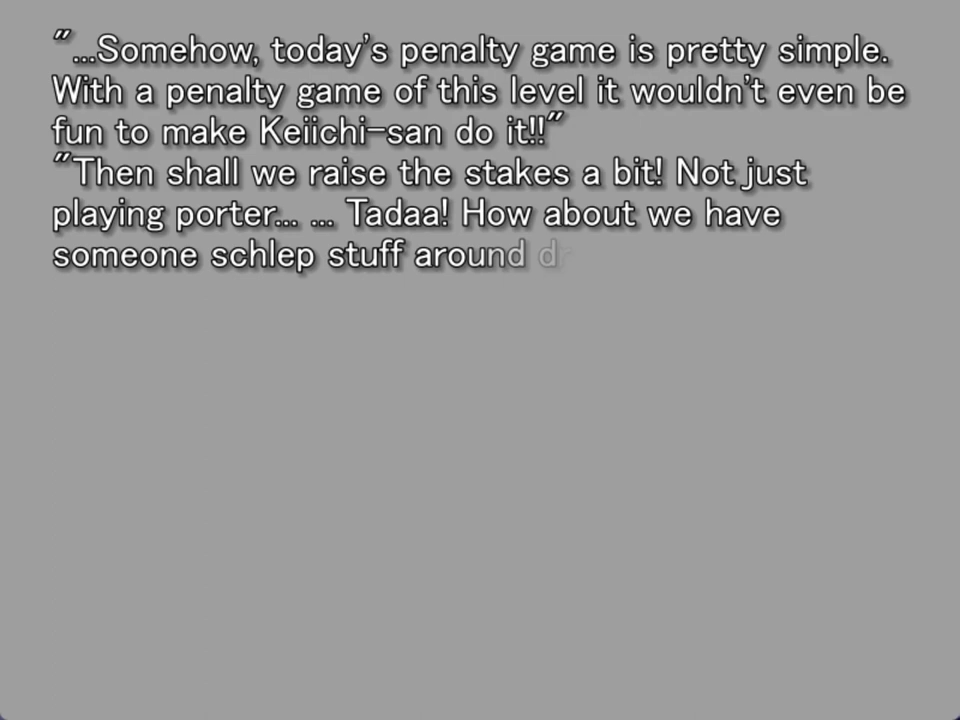 "...Somehow, today's penalty game is pretty simple.
With a penalty game of this level it wouldn't even be
fun to make Keiichi-san do it!!"
"Then shall we raise the stakes a bit! Not just
playing porter... ... Tadaa! How about we have
someone schlep stuff around